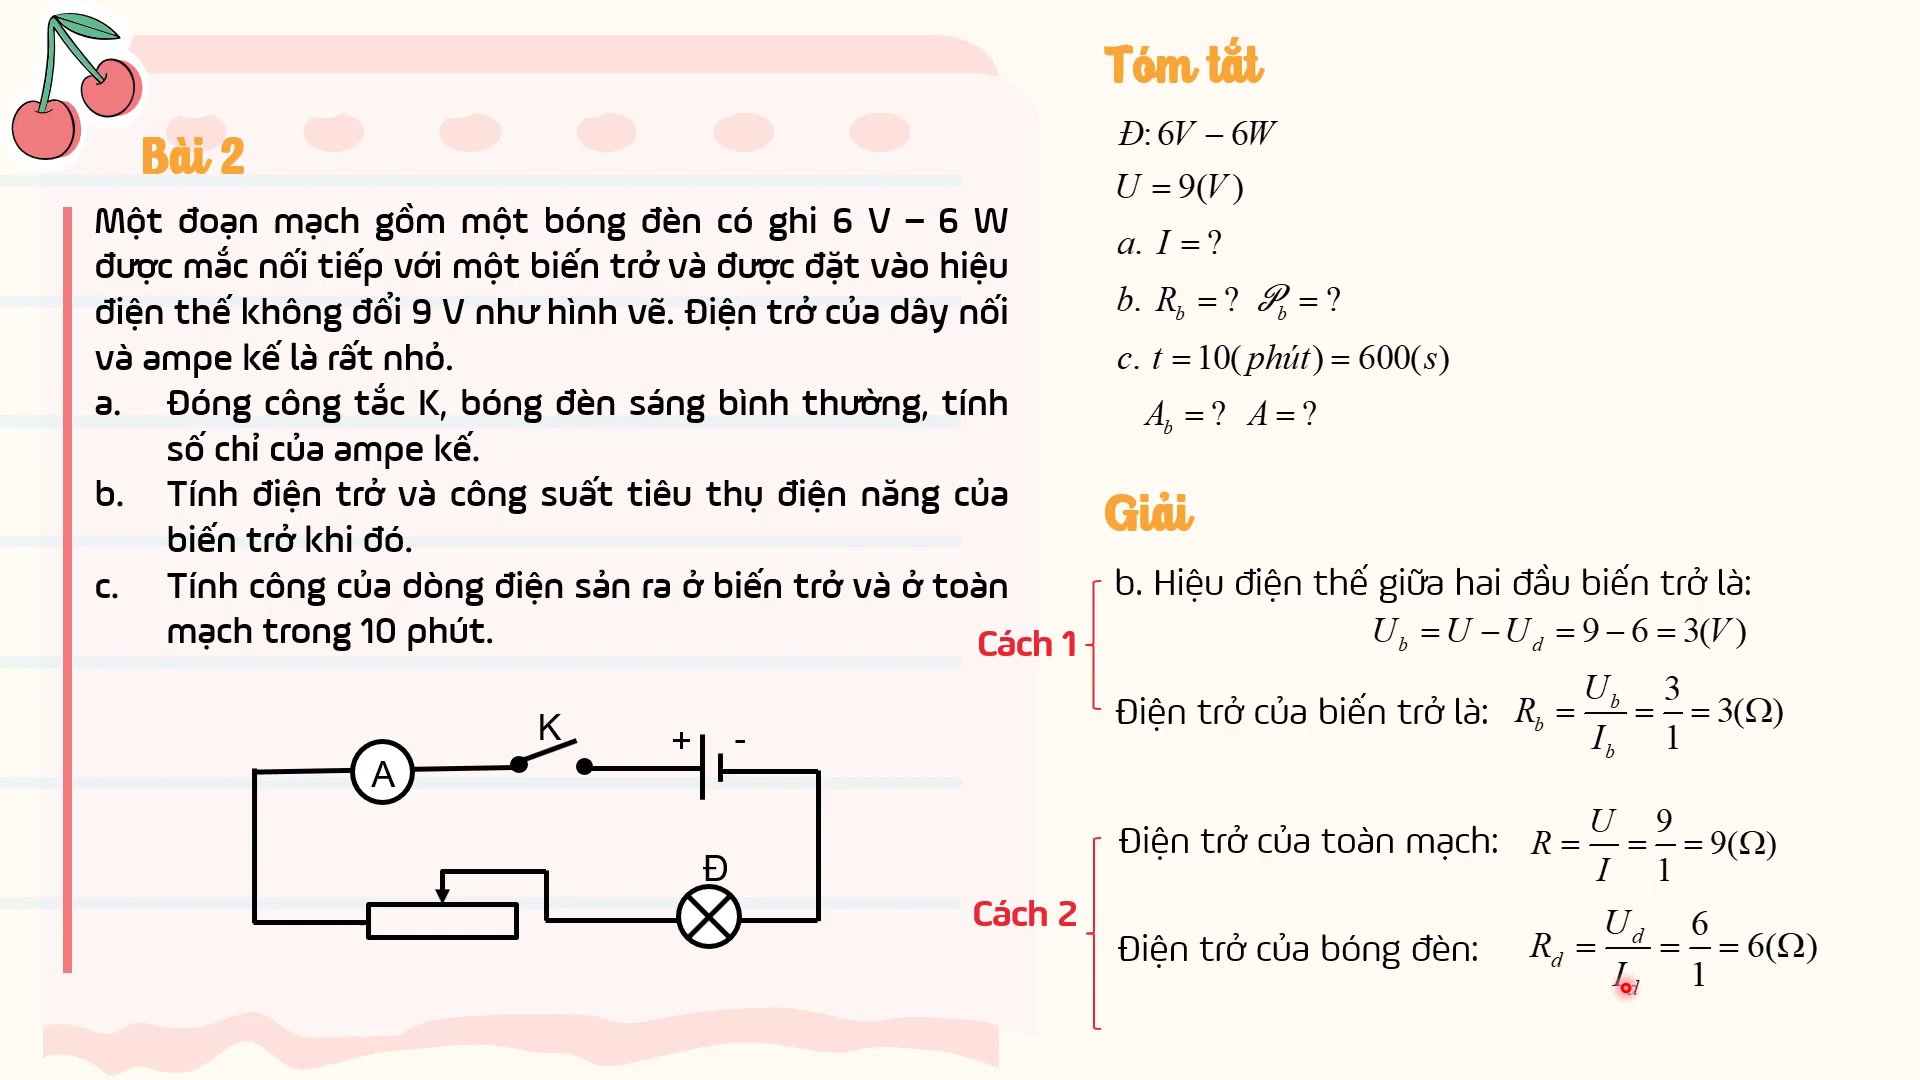 Bài 2
Một đoạn mạch gồm một bóng đèn có ghi 6 V – 6 W
được mắc nối tiếp với một biến trở và được đặt vào hiệu
điện thế không đổi 9 V như hình vẽ. Điện trở của dây nối
và ampe kế là rất nhỏ.
a. Đóng công tắc K, bóng đèn sáng bình thường, tính
số chỉ của ampe kế.
b. Tính điện trở và công suất tiêu thụ điện năng của
biến trở khi đó.
c. Tính công của dòng điện sản ra ở biến trở và ở toàn
mạch trong 10 phút.
K
+ -
A
Đ
Tóm tắt
Đ: 6V – 6W
U = 9(V)
a. I = ?
b. R_b = ? 𝒫_b = ?
c. t = 10(phút) = 600(s)
A_b = ? A = ?
Giải
Cách 1
b. Hiệu điện thế giữa hai đầu biến trở là:
U_b = U – U_d = 9 – 6 = 3(V)
Điện trở của biến trở là: R_b = U_b/I_b = 3/1 = 3(Ω)
Cách 2
Điện trở của toàn mạch: R = U/I = 9/1 = 9(Ω)
Điện trở của bóng đèn: R_d = U_d/I_d = 6/1 = 6(Ω)